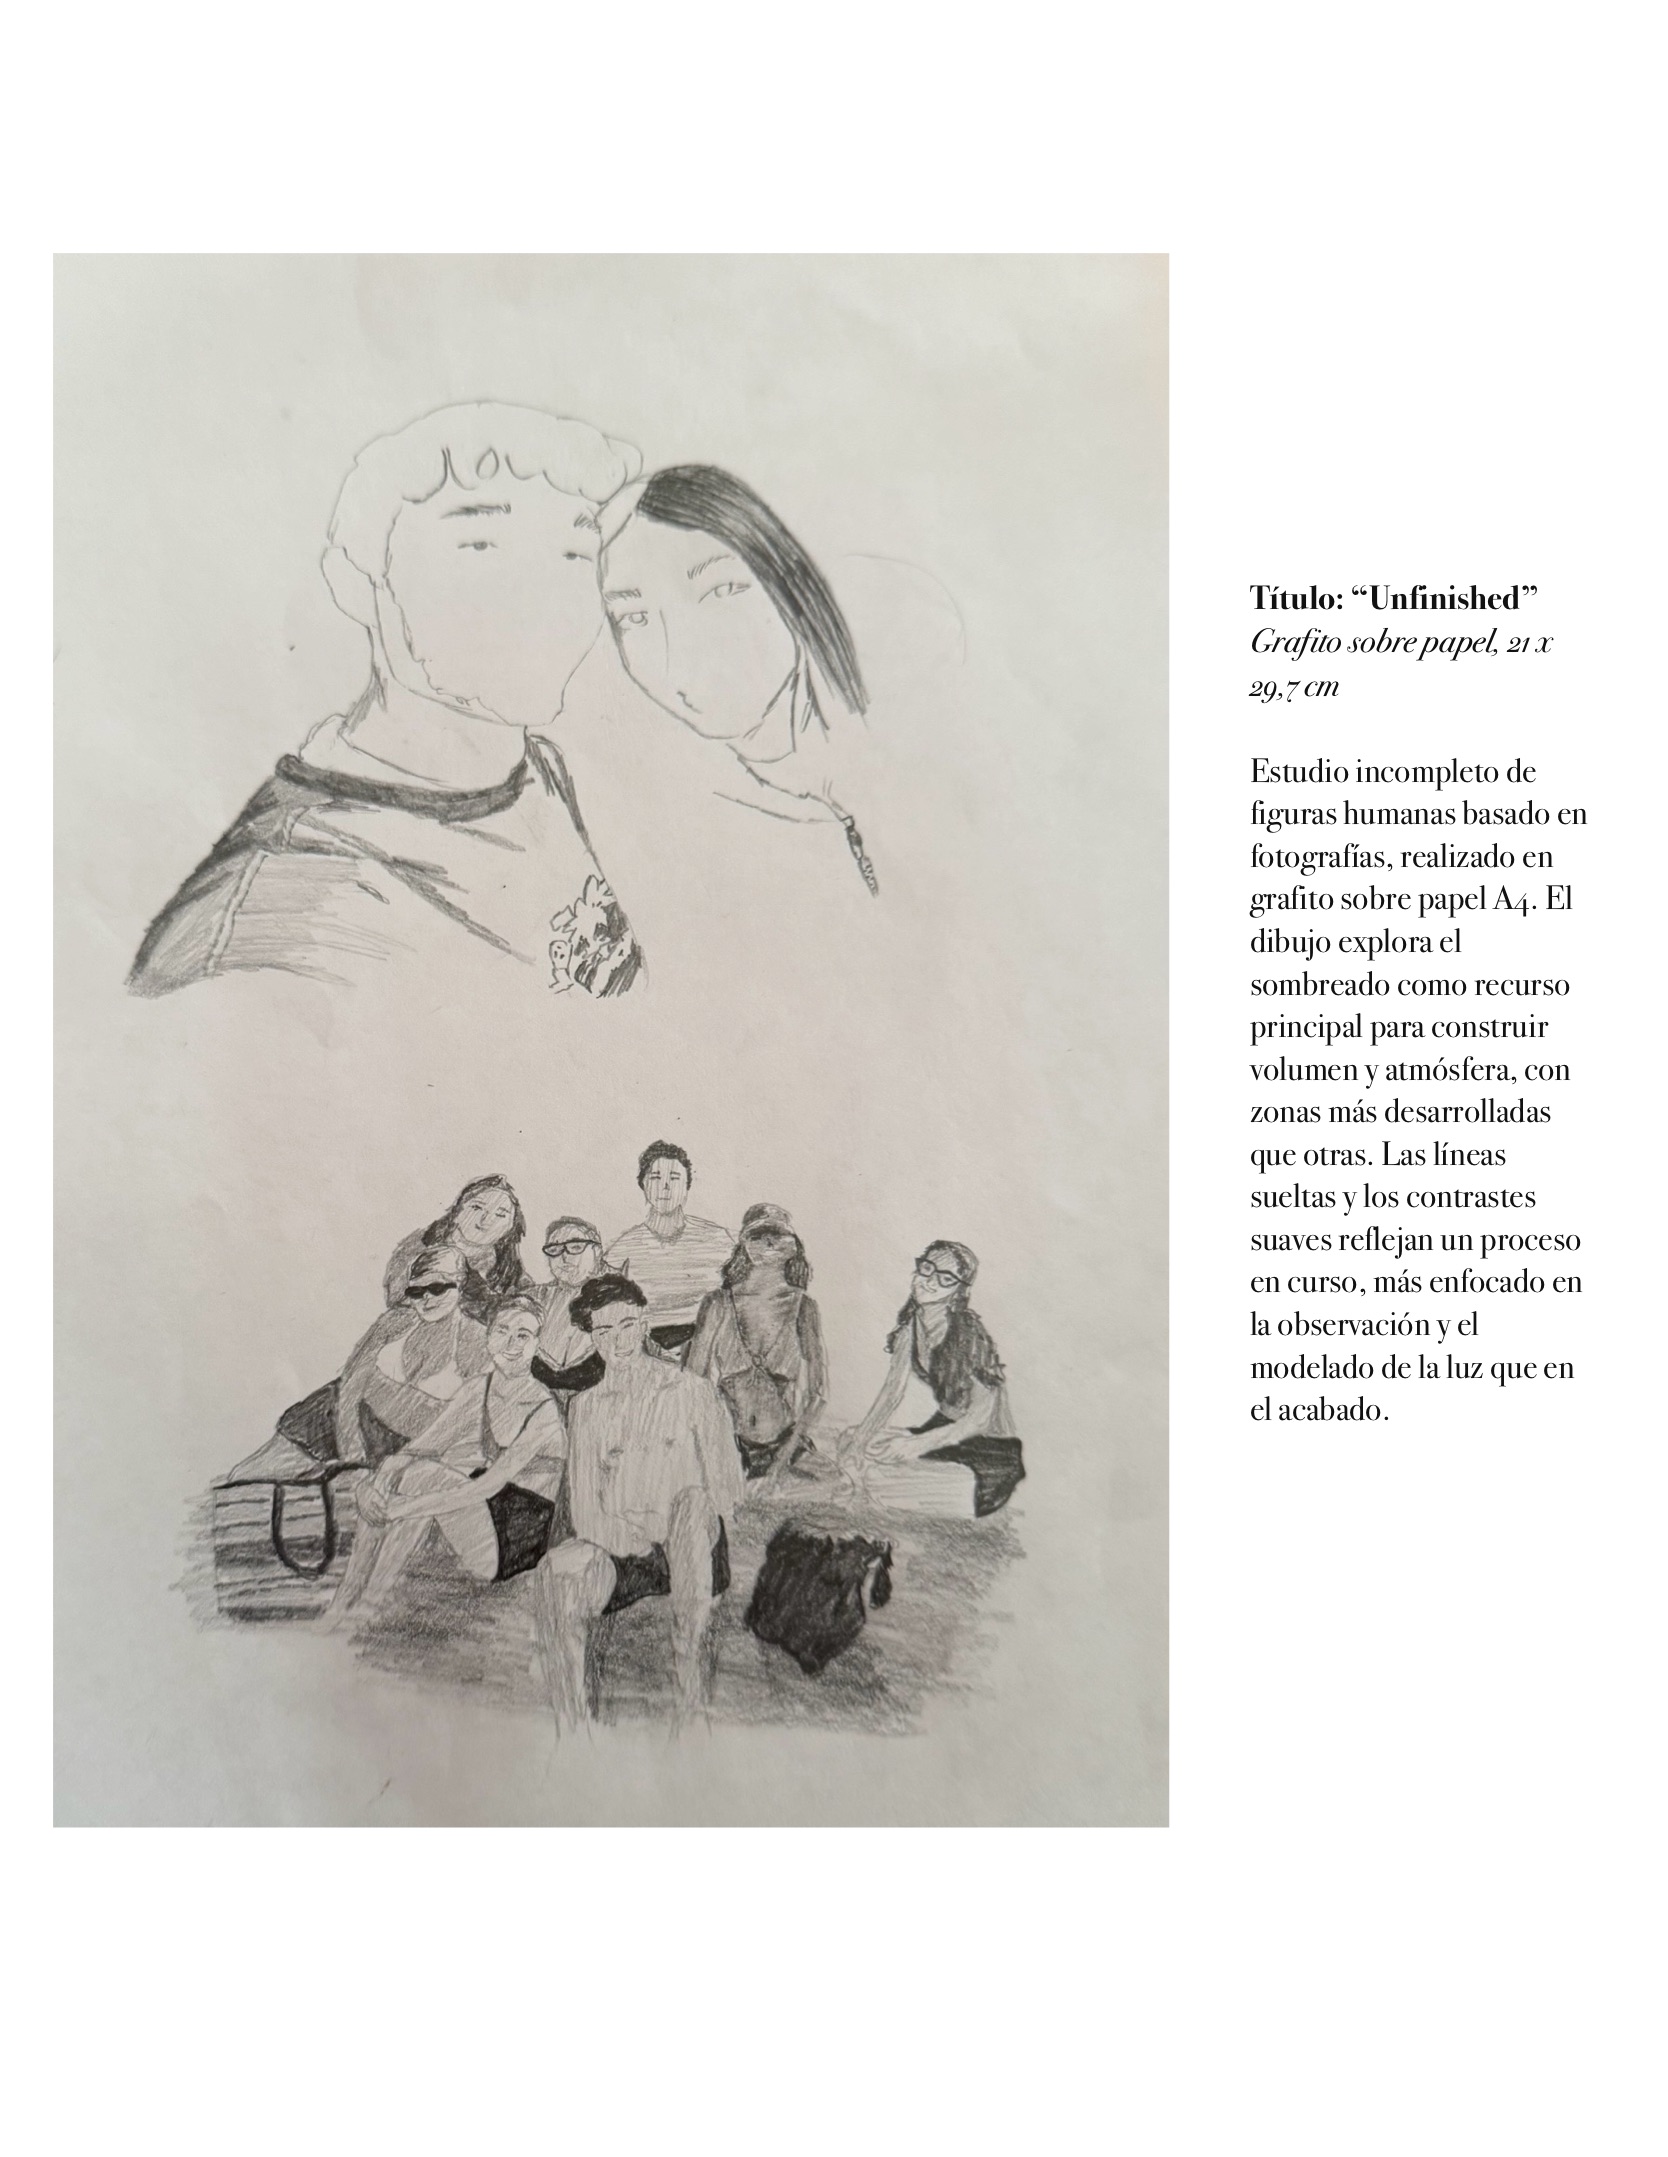 Título: “Unfinished”
Grafito sobre papel, 21 x
29,7 cm
Estudio incompleto de
figuras humanas basado en
fotografías, realizado en
grafito sobre papel A4. El
dibujo explora el
sombreado como recurso
principal para construir
volumen y atmósfera, con
zonas más desarrolladas
que otras. Las líneas
sueltas y los contrastes
suaves reflejan un proceso
en curso, más enfocado en
la observación y el
modelado de la luz que en
el acabado.